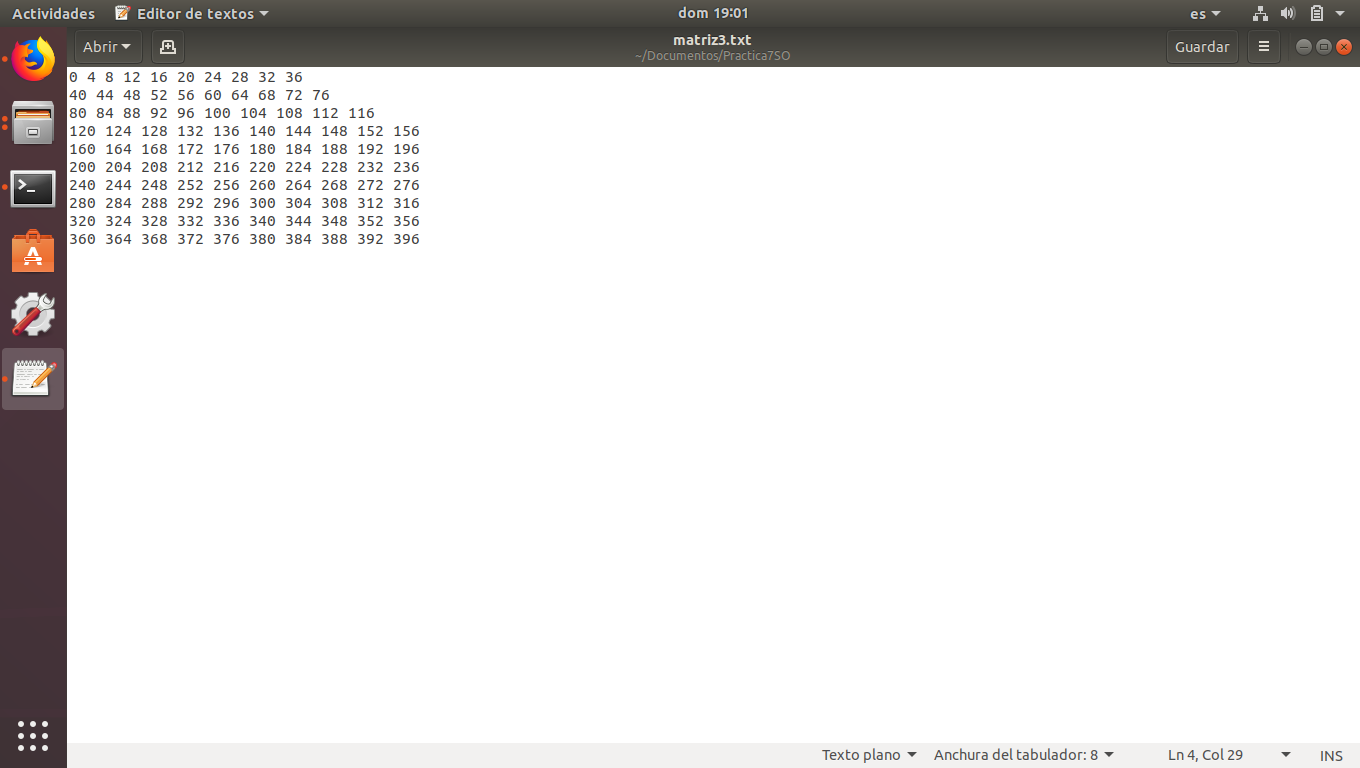 Actividades Editor de textos dom 19:01 es
Abrir matriz3.txt Guardar
~/Documentos/Practica7SO
0 4 8 12 16 20 24 28 32 36
40 44 48 52 56 60 64 68 72 76
80 84 88 92 96 100 104 108 112 116
120 124 128 132 136 140 144 148 152 156
160 164 168 172 176 180 184 188 192 196
200 204 208 212 216 220 224 228 232 236
240 244 248 252 256 260 264 268 272 276
280 284 288 292 296 300 304 308 312 316
320 324 328 332 336 340 344 348 352 356
360 364 368 372 376 380 384 388 392 396
Texto plano Anchura del tabulador: 8 Ln 4, Col 29 INS